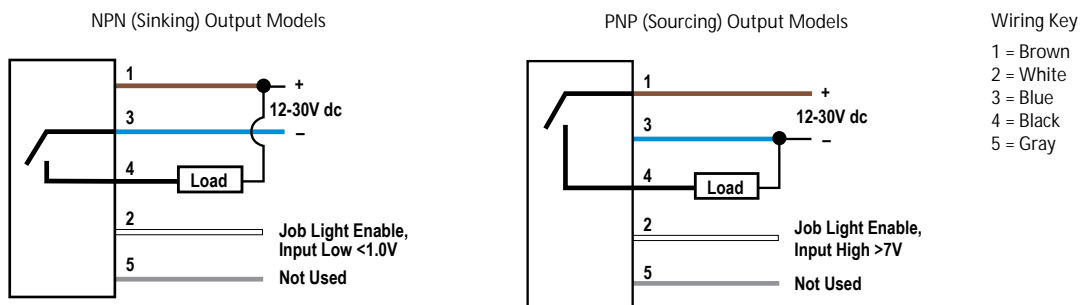 NPN (Sinking) Output Models
1
+
12-30V dc
3
–
4
Load
2
Job Light Enable,
Input Low <1.0V
5
Not Used
PNP (Sourcing) Output Models
1
+
12-30V dc
3
–
4
Load
2
Job Light Enable,
Input High >7V
5
Not Used
Wiring Key
1 = Brown
2 = White
3 = Blue
4 = Black
5 = Gray